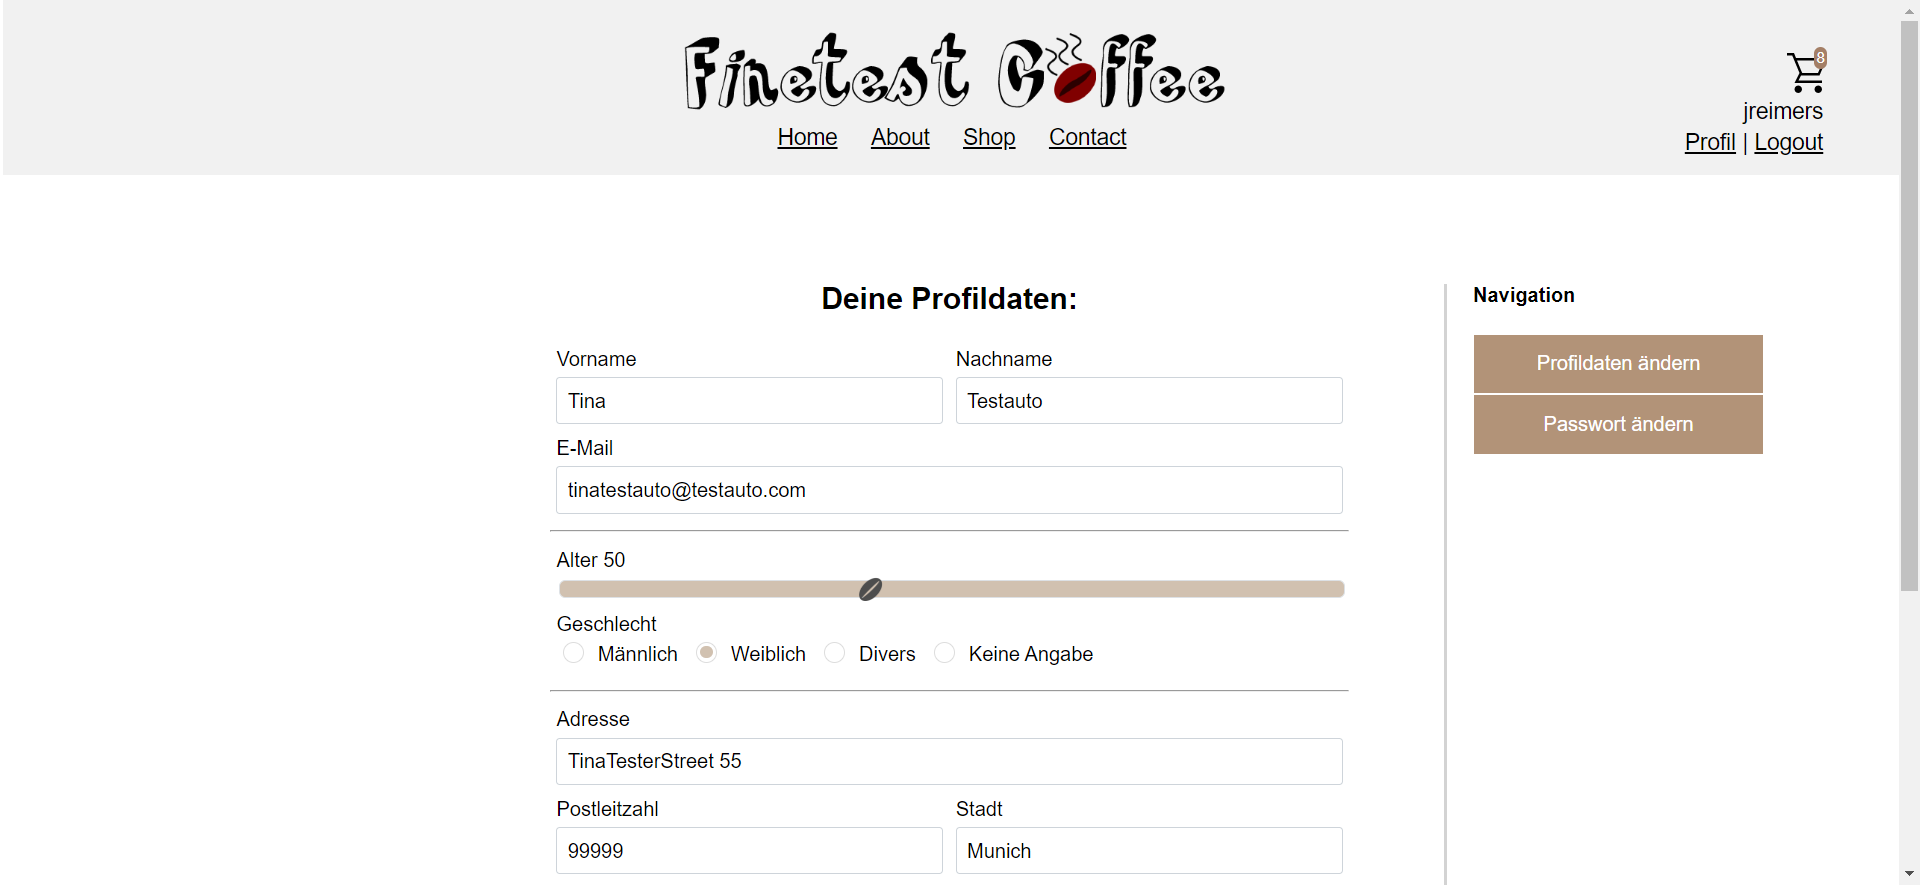 Finetest Coffee
8
jreimers
Home About Shop Contact
Profil | Logout
Deine Profildaten:
Navigation
Vorname Nachname
Profildaten ändern
Tina Testauto
Passwort ändern
E-Mail
tinatestauto@testauto.com
Alter 50
Geschlecht
Männlich Weiblich Divers Keine Angabe
Adresse
TinaTesterStreet 55
Postleitzahl Stadt
99999 Munich